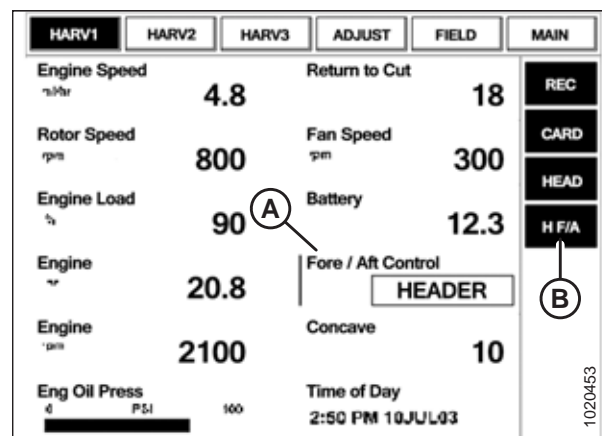 HARV1 HARV2 HARV3 ADJUST FIELD MAIN
Engine Speed Return to Cut
4.8 18
REC
Rotor Speed Fan Speed
rpm rpm
800 300
CARD
HEAD
Engine Load Battery
%
90 12.3
A
H F/A
Engine Fore / Aft Control
20.8 HEADER
B
Engine Concave
rpm
2100 10
Eng Oil Press Time of Day
0 PSI 100
2:50 PM 10JUL03
1020453